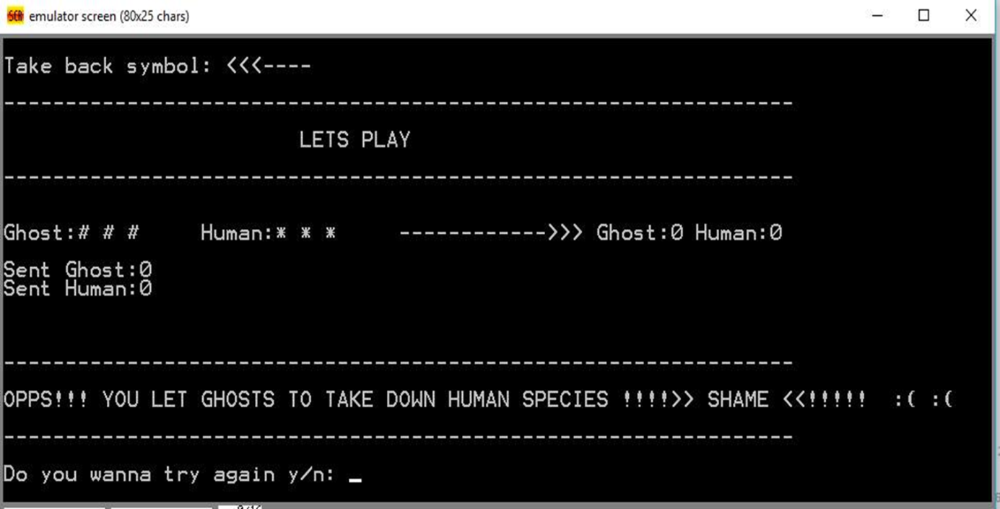 SCR emulator screen (80x25 chars)
Take back symbol: <<<----
----------------------------------------------------------------
LETS PLAY
----------------------------------------------------------------
Ghost:# # # Human:* * * ------------>>> Ghost:0 Human:0
Sent Ghost:0
Sent Human:0
----------------------------------------------------------------
OPPS!!! YOU LET GHOSTS TO TAKE DOWN HUMAN SPECIES !!!!>> SHAME <<!!!!! :( :(
----------------------------------------------------------------
Do you wanna try again y/n: _